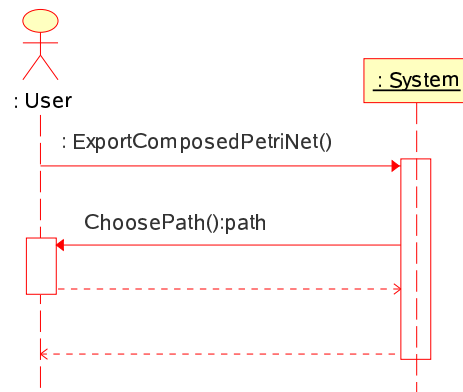 : User
: System
: ExportComposedPetriNet()
ChoosePath():path